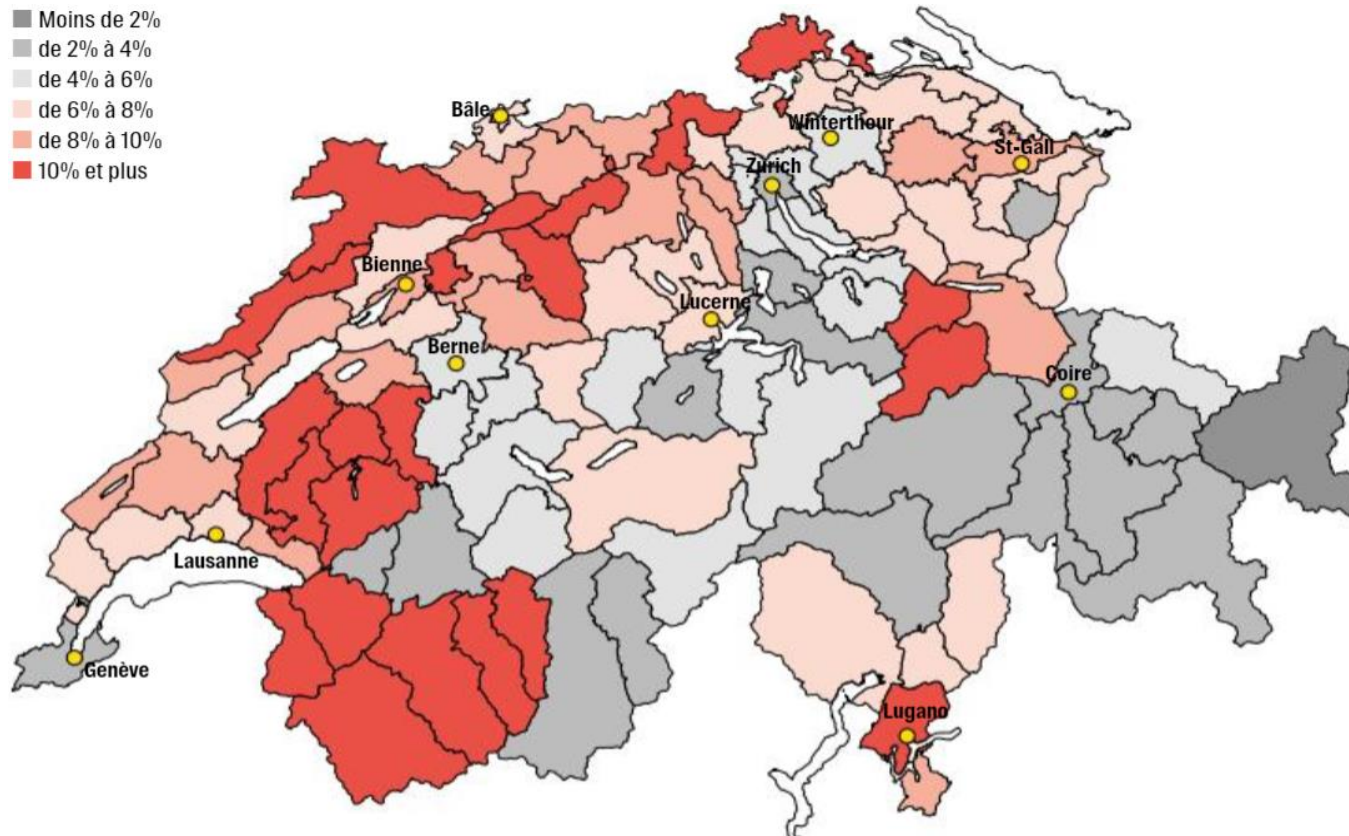 Moins de 2%
de 2% à 4%
de 4% à 6%
de 6% à 8%
de 8% à 10%
10% et plus
Bâle
Winterthour
St-Gall
Zurich
Bienne
Lucerne
Berne
Coire
Lausanne
Genève
Lugano